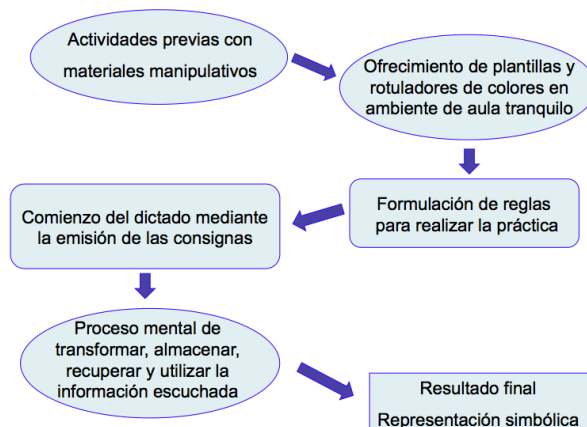 Actividades previas con
materiales manipulativos
Ofrecimiento de plantillas y
rotuladores de colores en
ambiente de aula tranquilo
Formulación de reglas
para realizar la práctica
Comienzo del dictado mediante
la emisión de las consignas
Proceso mental de
transformar, almacenar,
recuperar y utilizar la
información escuchada
Resultado final
Representación simbólica